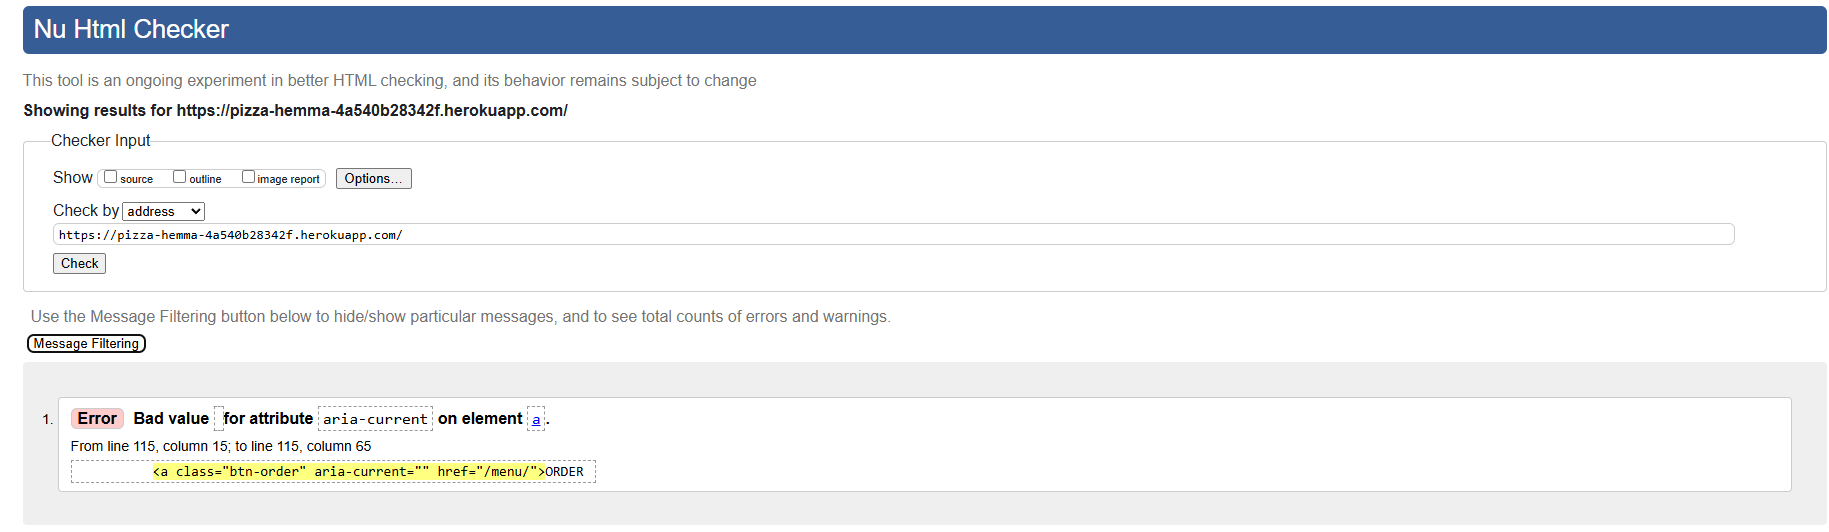 Nu Html Checker
This tool is an ongoing experiment in better HTML checking, and its behavior remains subject to change
Showing results for https://pizza-hemma-4a540b28342f.herokuapp.com/
Checker Input
Show source outline image report Options...
Check by address
https://pizza-hemma-4a540b28342f.herokuapp.com/
Check
Use the Message Filtering button below to hide/show particular messages, and to see total counts of errors and warnings.
Message Filtering
1. Error Bad value for attribute aria-current on element a.
From line 115, column 15; to line 115, column 65
<a class="btn-order" aria-current="" href="/menu/">ORDER